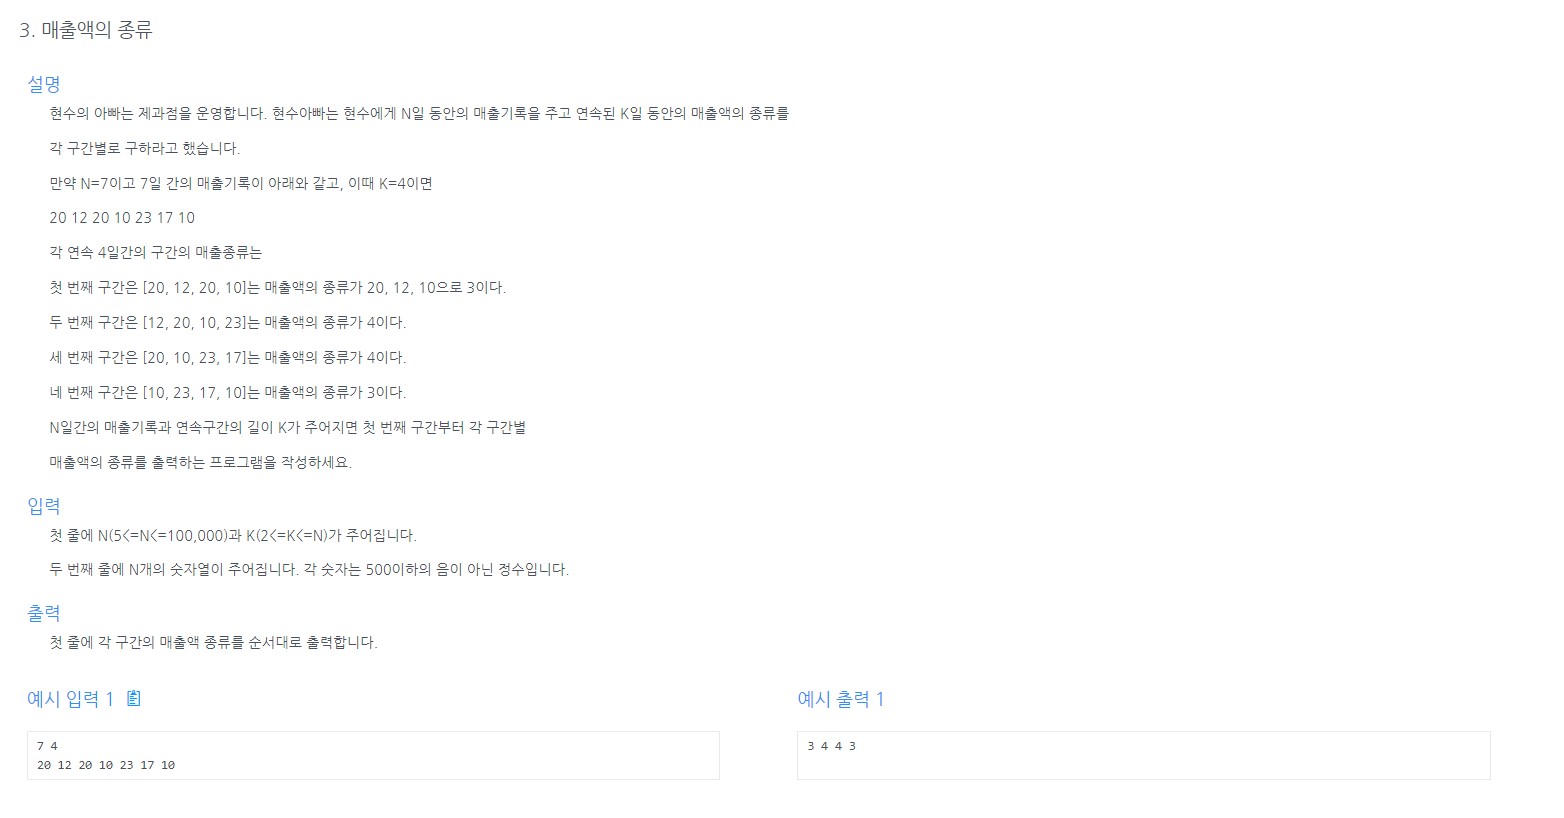 3. 매출액의 종류
설명
현수의 아빠는 제과점을 운영합니다. 현수아빠는 현수에게 N일 동안의 매출기록을 주고 연속된 K일 동안의 매출액의 종류를
각 구간별로 구하라고 했습니다.
만약 N=7이고 7일 간의 매출기록이 아래와 같고, 이때 K=4이면
20 12 20 10 23 17 10
각 연속 4일간의 구간의 매출종류는
첫 번째 구간은 [20, 12, 20, 10]는 매출액의 종류가 20, 12, 10으로 3이다.
두 번째 구간은 [12, 20, 10, 23]는 매출액의 종류가 4이다.
세 번째 구간은 [20, 10, 23, 17]는 매출액의 종류가 4이다.
네 번째 구간은 [10, 23, 17, 10]는 매출액의 종류가 3이다.
N일간의 매출기록과 연속구간의 길이 K가 주어지면 첫 번째 구간부터 각 구간별
매출액의 종류를 출력하는 프로그램을 작성하세요.
입력
첫 줄에 N(5<=N<=100,000)과 K(2<=K<=N)가 주어집니다.
두 번째 줄에 N개의 숫자열이 주어집니다. 각 숫자는 500이하의 음이 아닌 정수입니다.
출력
첫 줄에 각 구간의 매출액 종류를 순서대로 출력합니다.
예시 입력 1
7 4
20 12 20 10 23 17 10
예시 출력 1
3 4 4 3